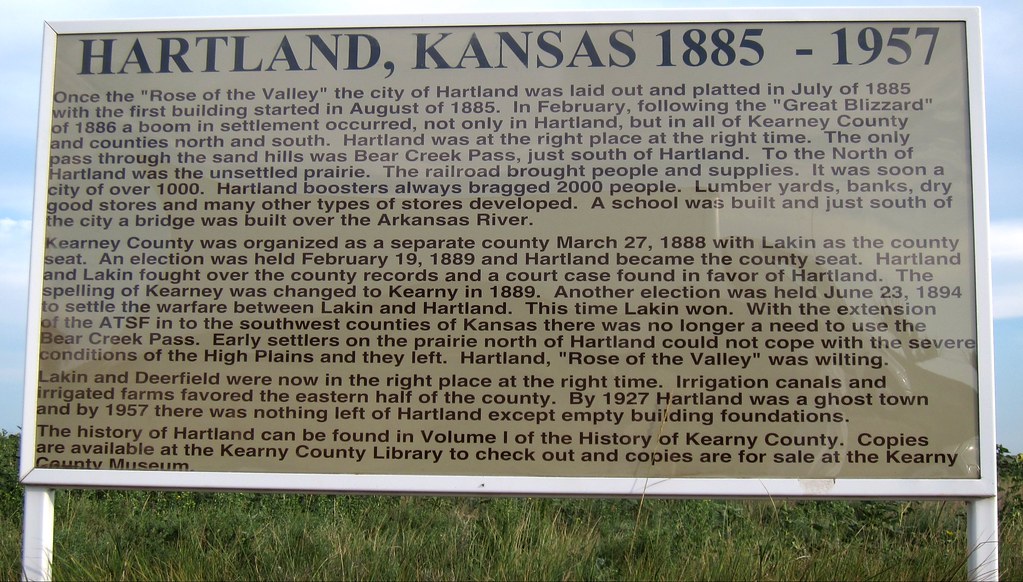 HARTLAND, KANSAS 1885 - 1957
Once the "Rose of the Valley" the city of Hartland was laid out and platted in July of 1885
with the first building started in August of 1885. In February, following the "Great Blizzard"
of 1886 a boom in settlement occurred, not only in Hartland, but in all of Kearney County
and counties north and south. Hartland was at the right place at the right time. The only
pass through the sand hills was Bear Creek Pass, just south of Hartland. To the North of
Hartland was the unsettled prairie. The railroad brought people and supplies. It was soon a
city of over 1000. Hartland boosters always bragged 2000 people. Lumber yards, banks, dry
good stores and many other types of stores developed. A school was built and just south of
the city a bridge was built over the Arkansas River.
Kearney County was organized as a separate county March 27, 1888 with Lakin as the county
seat. An election was held February 19, 1889 and Hartland became the county seat. Hartland
and Lakin fought over the county records and a court case found in favor of Hartland. The
spelling of Kearney was changed to Kearny in 1889. Another election was held June 23, 1894
to settle the warfare between Lakin and Hartland. This time Lakin won. With the extension
of the ATSF in to the southwest counties of Kansas there was no longer a need to use the
Bear Creek Pass. Early settlers on the prairie north of Hartland could not cope with the severe
conditions of the High Plains and they left. Hartland, "Rose of the Valley" was wilting.
Lakin and Deerfield were now in the right place at the right time. Irrigation canals and
irrigated farms favored the eastern half of the county. By 1927 Hartland was a ghost town
and by 1957 there was nothing left of Hartland except empty building foundations.
The history of Hartland can be found in Volume I of the History of Kearny County. Copies
are available at the Kearny County Library to check out and copies are for sale at the Kearny
County Museum.